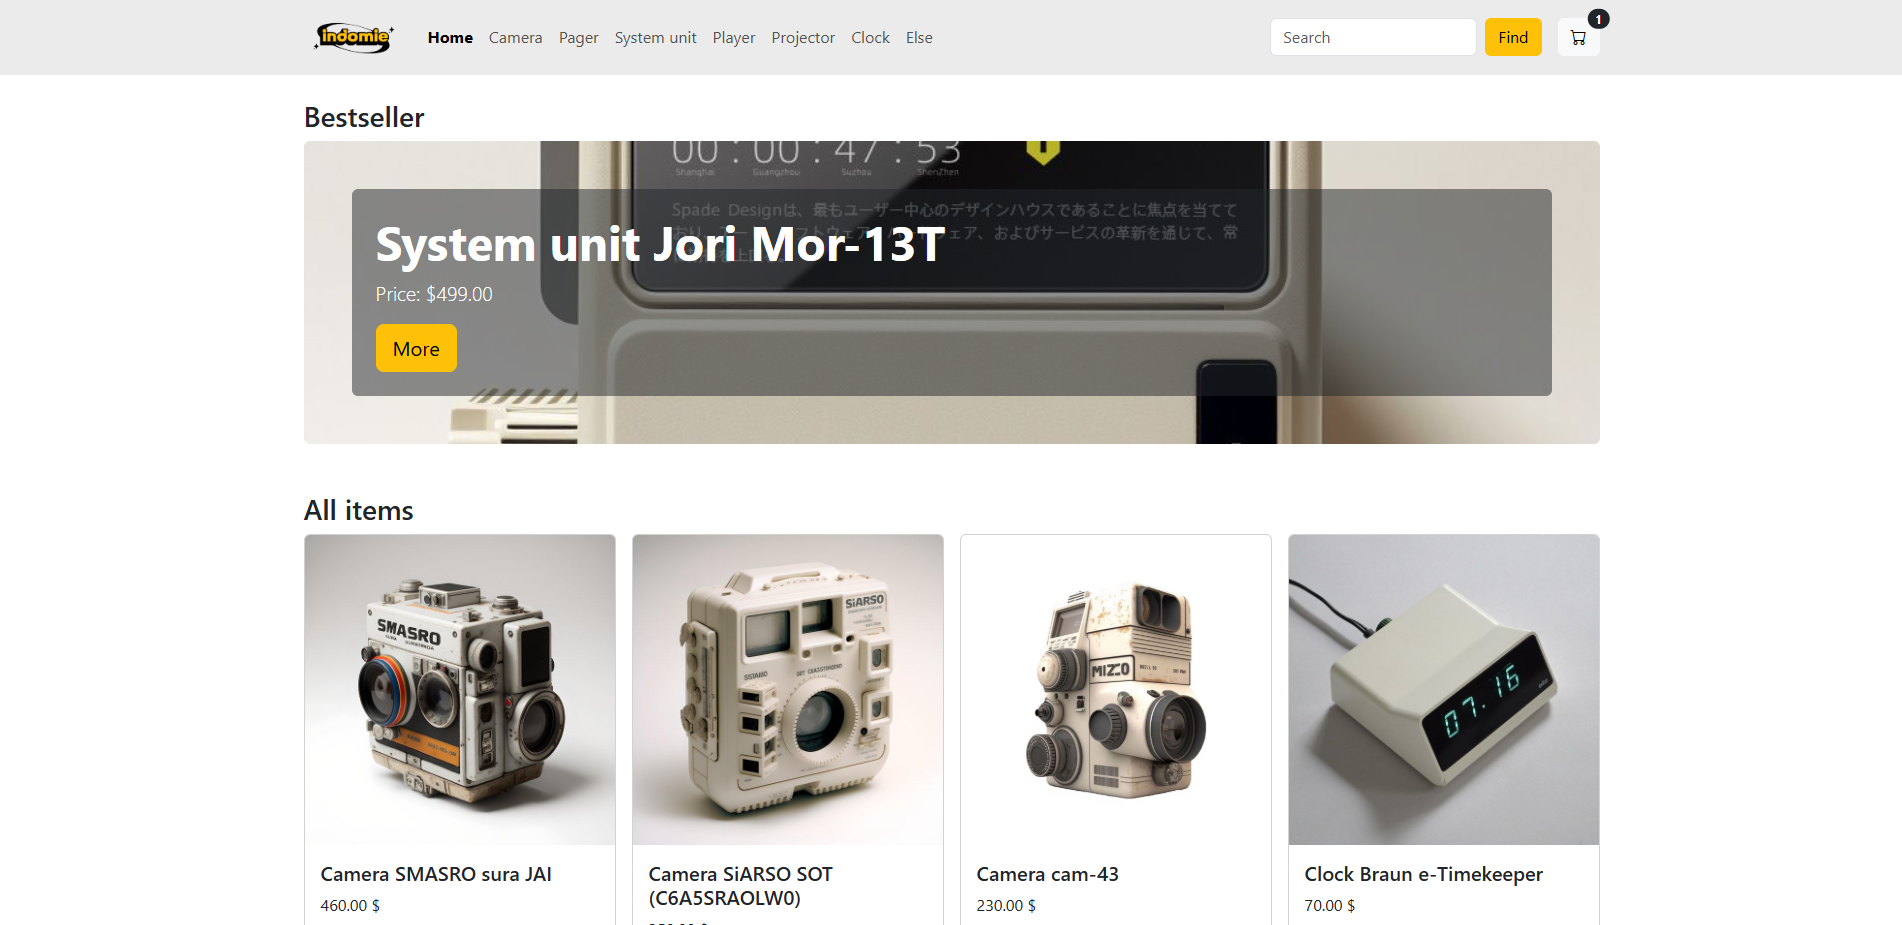 indomie
Home Camera Pager System unit Player Projector Clock Else
Search
Find
1
Bestseller
00 : 00 : 47 : 53
Shanghai Guangzhou Suzhou ShenZhen
Spade Designは、最もユーザー中心のデザインハウスであることに焦点を当てて
およびサービスの革新を通じて、常
System unit Jori Mor-13T
Price: $499.00
More
All items
SMASRO
SiARSO
MIZCO
07.16
Camera SMASRO sura JAI
460.00 $
Camera SiARSO SOT
(C6A5SRAOLW0)
Camera cam-43
230.00 $
Clock Braun e-Timekeeper
70.00 $